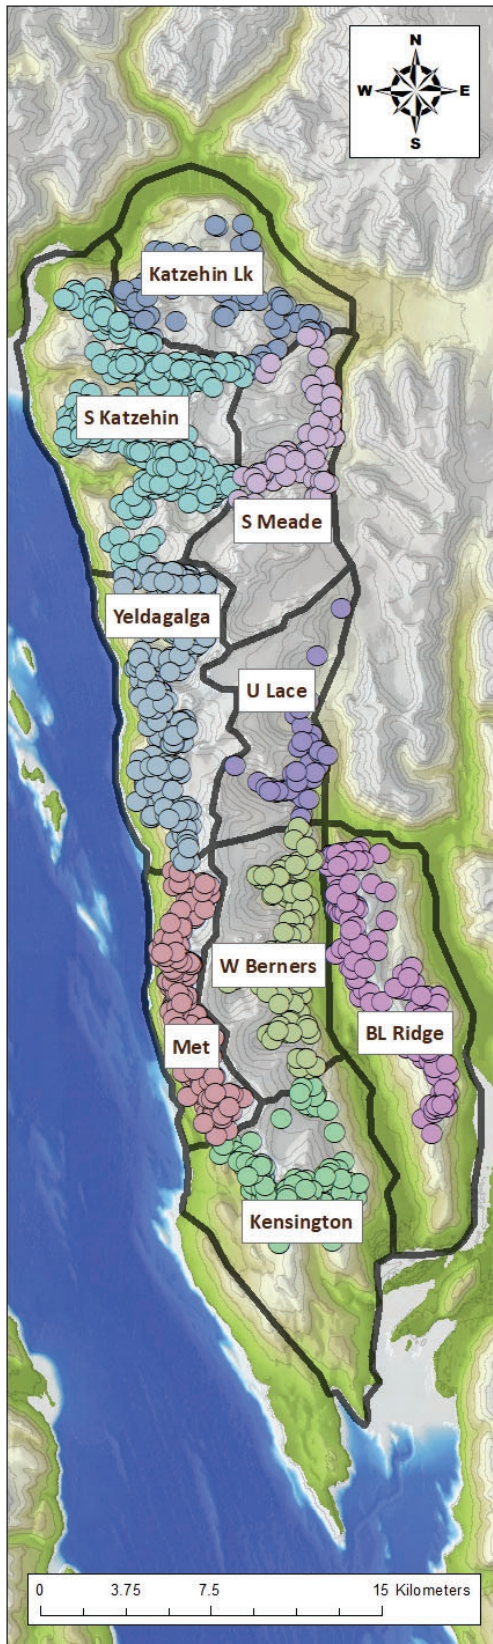 N
W E
S
Katzehin Lk
S Katzehin
S Meade
Yeldagalga
U Lace
W Berners
BL Ridge
Met
Kensington
0 3.75 7.5 15 Kilometers